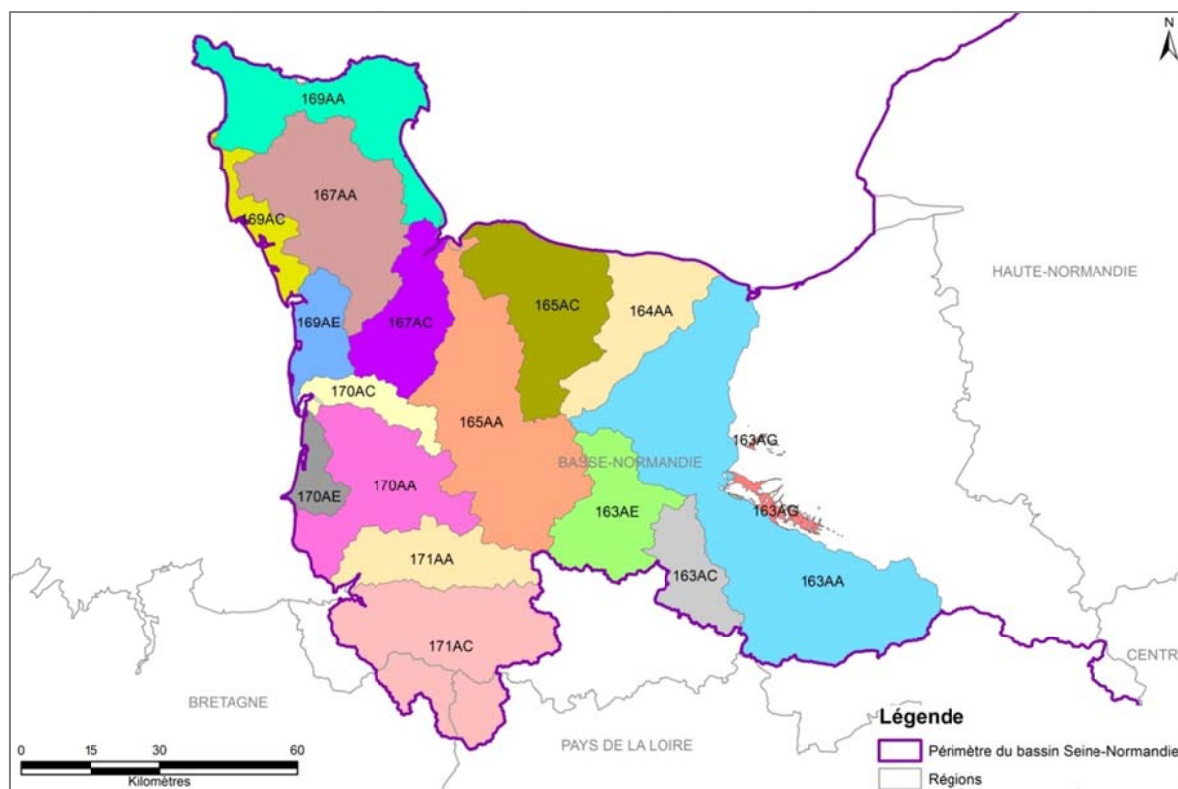 N
169AA
167AA
169AC
HAUTE-NORMANDIE
165AC
164AA
169AE
167AC
170AC
165AA
163AG
BASSE-NORMANDIE
170AE
170AA
163AE
163AG
171AA
163AC
163AA
171AC
CENTR
BRETAGNE
Légende
PAYS DE LA LOIRE
Périmètre du bassin Seine-Normandie
Régions
0 15 30 60
Kilomètres